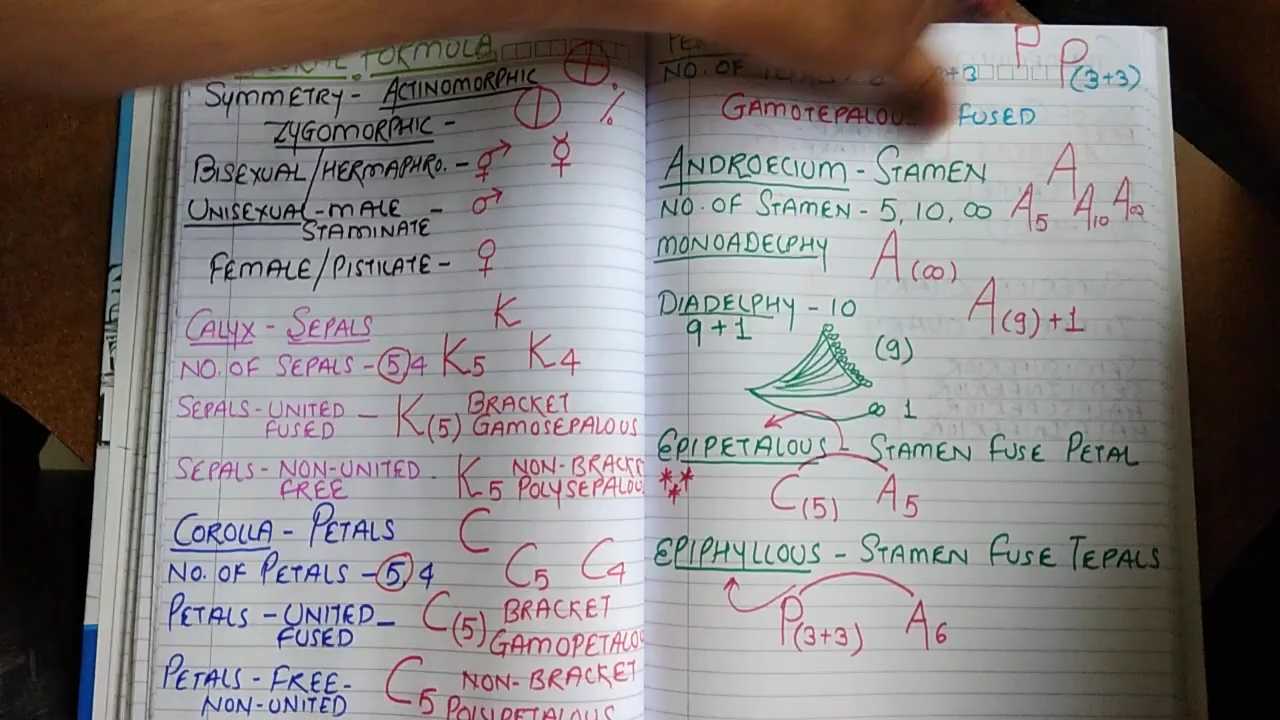 FORMULA
SYMMETRY - ACTINOMORPHIC ⊕
ZYGOMORPHIC - %
BISEXUAL/HERMAPHRO. - ⚥
UNISEXUAL - MALE - ♂
STAMINATE
FEMALE/PISTILATE - ♀
CALYX - SEPALS K
NO. OF SEPALS - 5 4 K5 K4
SEPALS - UNITED - K(5) BRACKET
FUSED GAMOSEPALOUS
SEPALS - NON-UNITED - K5 NON-BRACKET
FREE POLYSEPALOUS
COROLLA - PETALS C
NO. OF PETALS - 5 4 C5 C4
PETALS - UNITED - C(5) BRACKET
FUSED GAMOPETALOU
PETALS - FREE - C5 NON-BRACKET
NON-UNITED POLYPETALOUS
P P(3+3)
NO. OF +3
GAMOTEPALOU FUSED
ANDROECIUM - STAMEN A
NO. OF STAMEN - 5, 10, ∞ A5 A10 A∞
MONOADELPHY A(∞)
DIADELPHY - 10 A(9)+1
9+1
(9)
1
EPIPETALOUS - STAMEN FUSE PETAL
C(5) A5
EPIPHYLLOUS - STAMEN FUSE TEPALS
P(3+3) A6